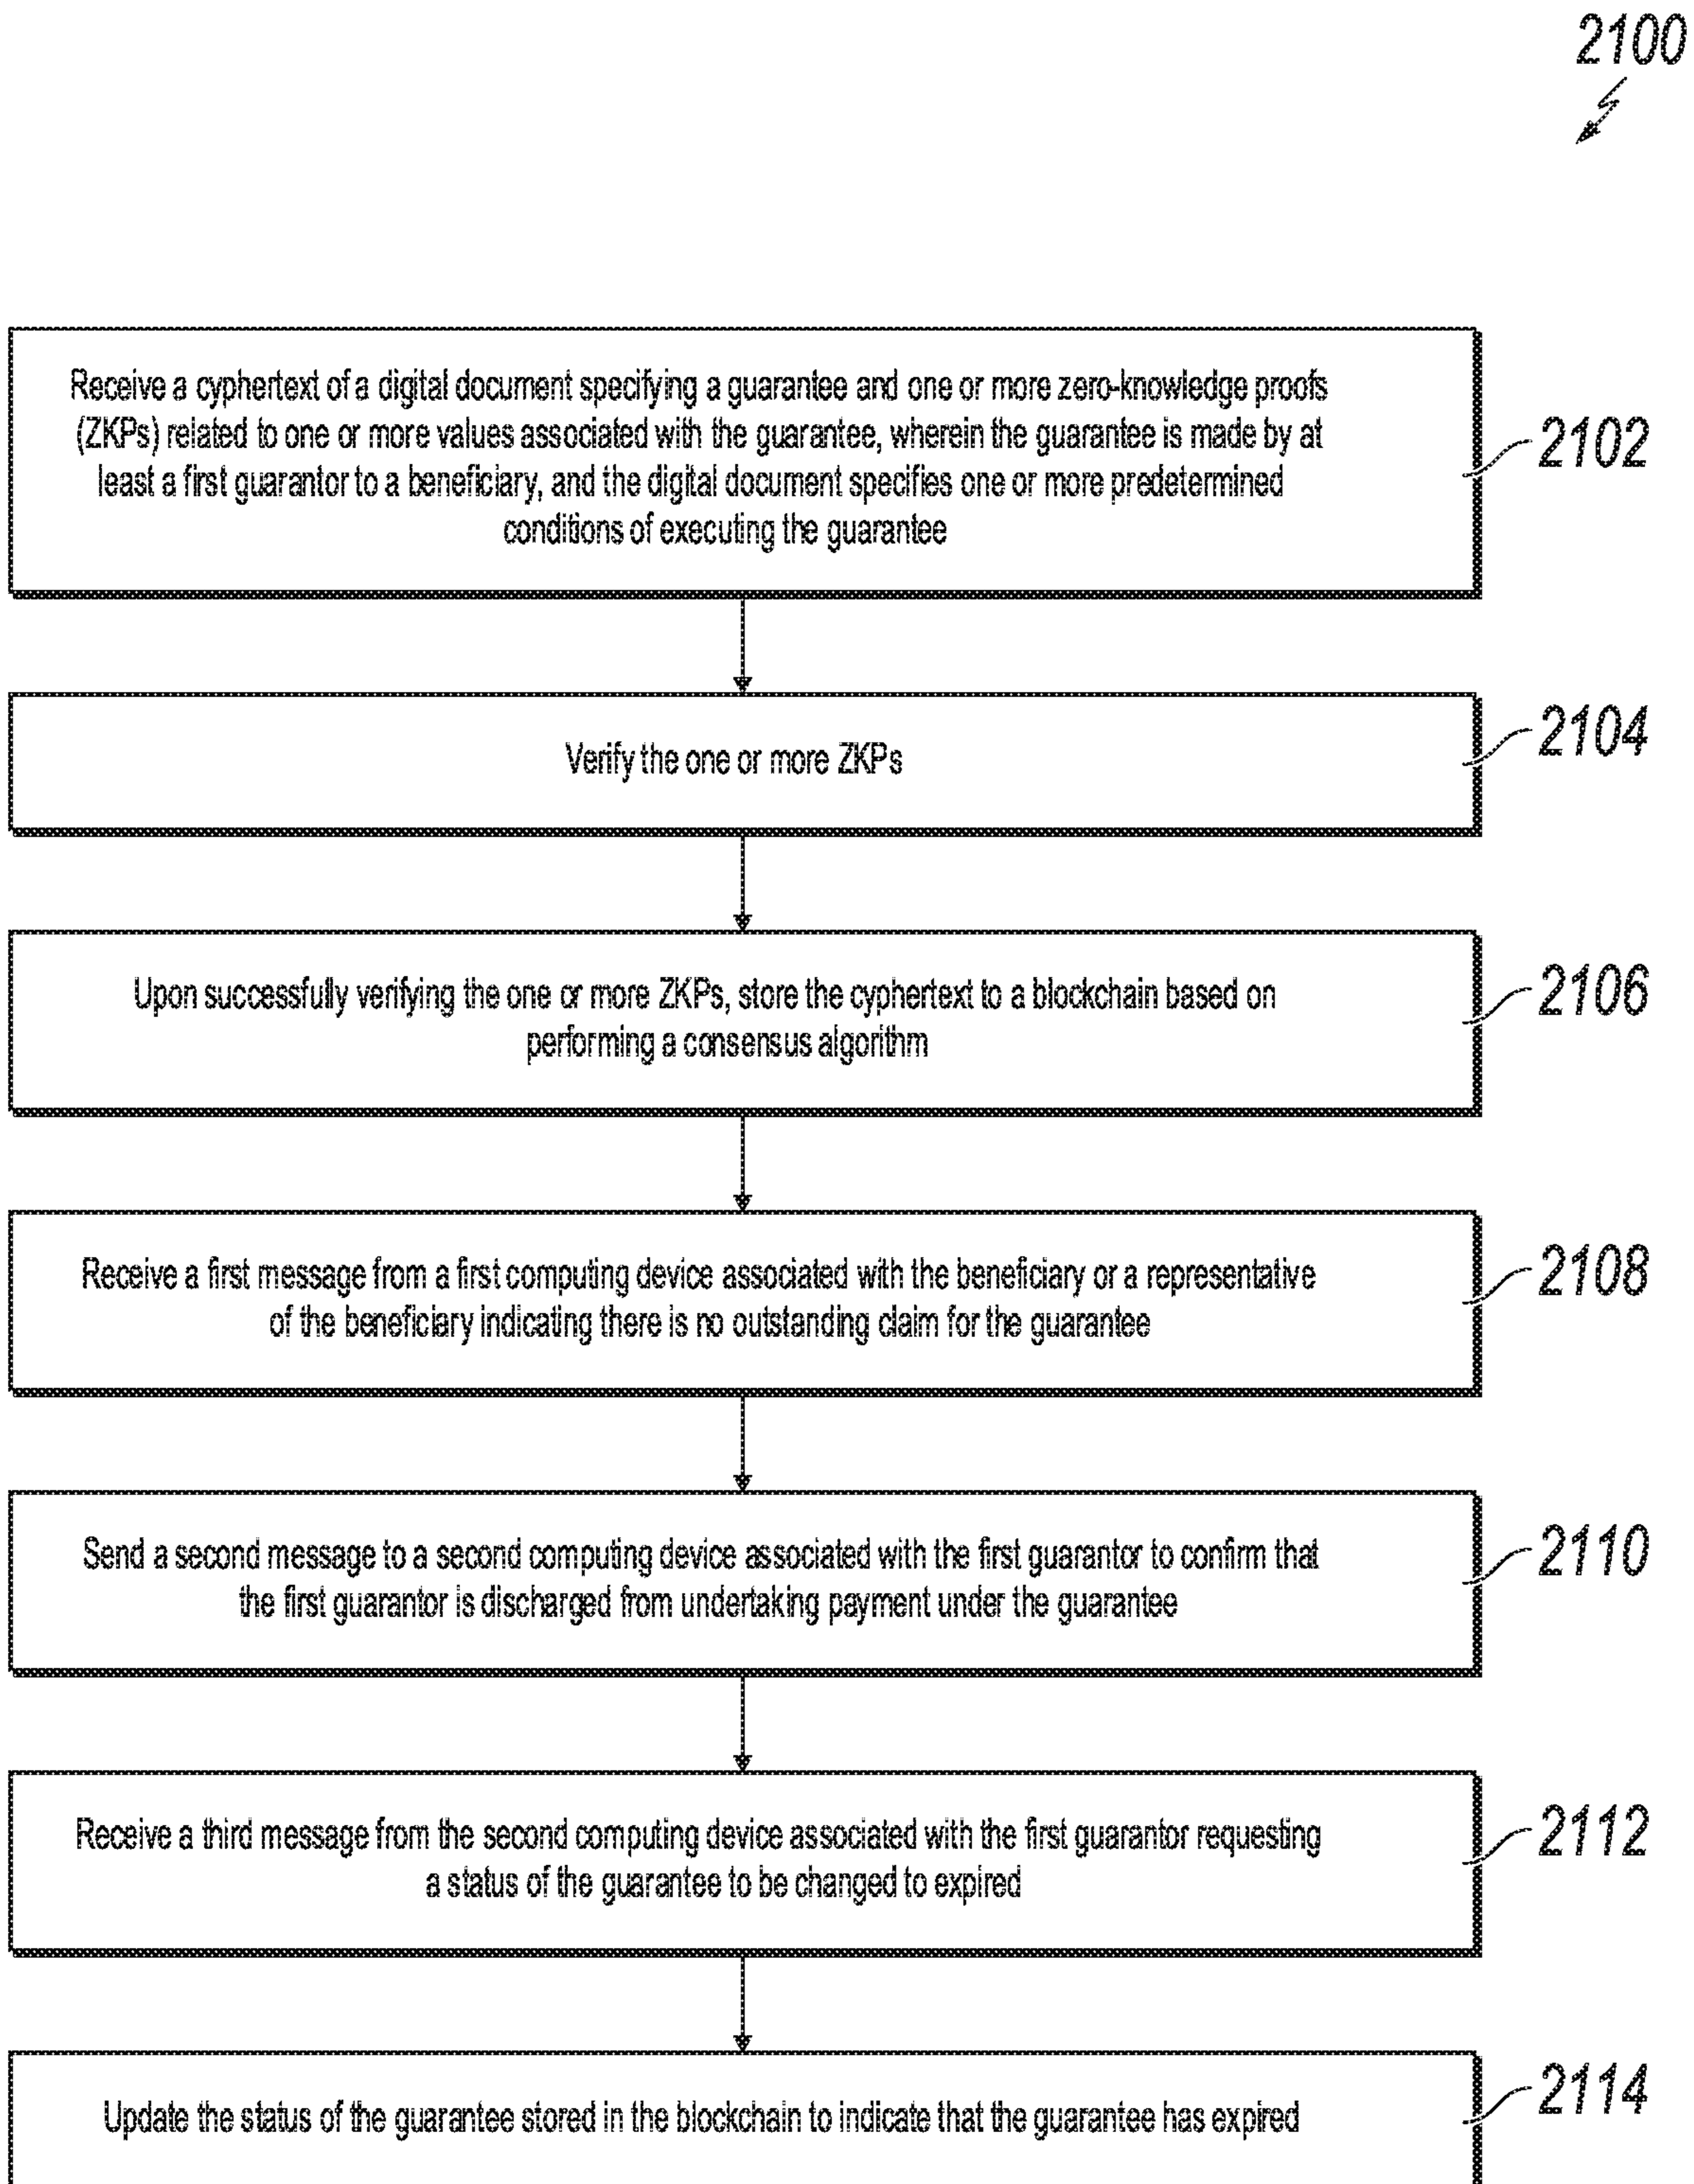 2100
Receive a cyphertext of a digital document specifying a guarantee and one or more zero-knowledge proofs
(ZKPs) related to one or more values associated with the guarantee, wherein the guarantee is made by at
least a first guarantor to a beneficiary, and the digital document specifies one or more predetermined
conditions of executing the guarantee
2102
Verify the one or more ZKPs
2104
Upon successfully verifying the one or more ZKPs, store the cyphertext to a blockchain based on
performing a consensus algorithm
2106
Receive a first message from a first computing device associated with the beneficiary or a representative
of the beneficiary indicating there is no outstanding claim for the guarantee
2108
Send a second message to a second computing device associated with the first guarantor to confirm that
the first guarantor is discharged from undertaking payment under the guarantee
2110
Receive a third message from the second computing device associated with the first guarantor requesting
a status of the guarantee to be changed to expired
2112
Update the status of the guarantee stored in the blockchain to indicate that the guarantee has expired
2114